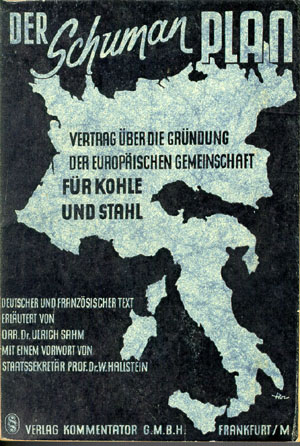 DER Schuman PLAN
VERTRAG ÜBER DIE GRÜNDUNG
DER EUROPÄISCHEN GEMEINSCHAFT
FÜR KOHLE
UND STAHL
DEUTSCHER UND FRANZÖSISCHER TEXT
ERLÄUTERT VON
ORR. Dr. ULRICH SAHM
MIT EINEM VORWORT VON
STAATSSEKRETÄR PROF. Dr. W. HALLSTEIN
VERLAG KOMMENTATOR G.M.B.H. FRANKFURT/M.